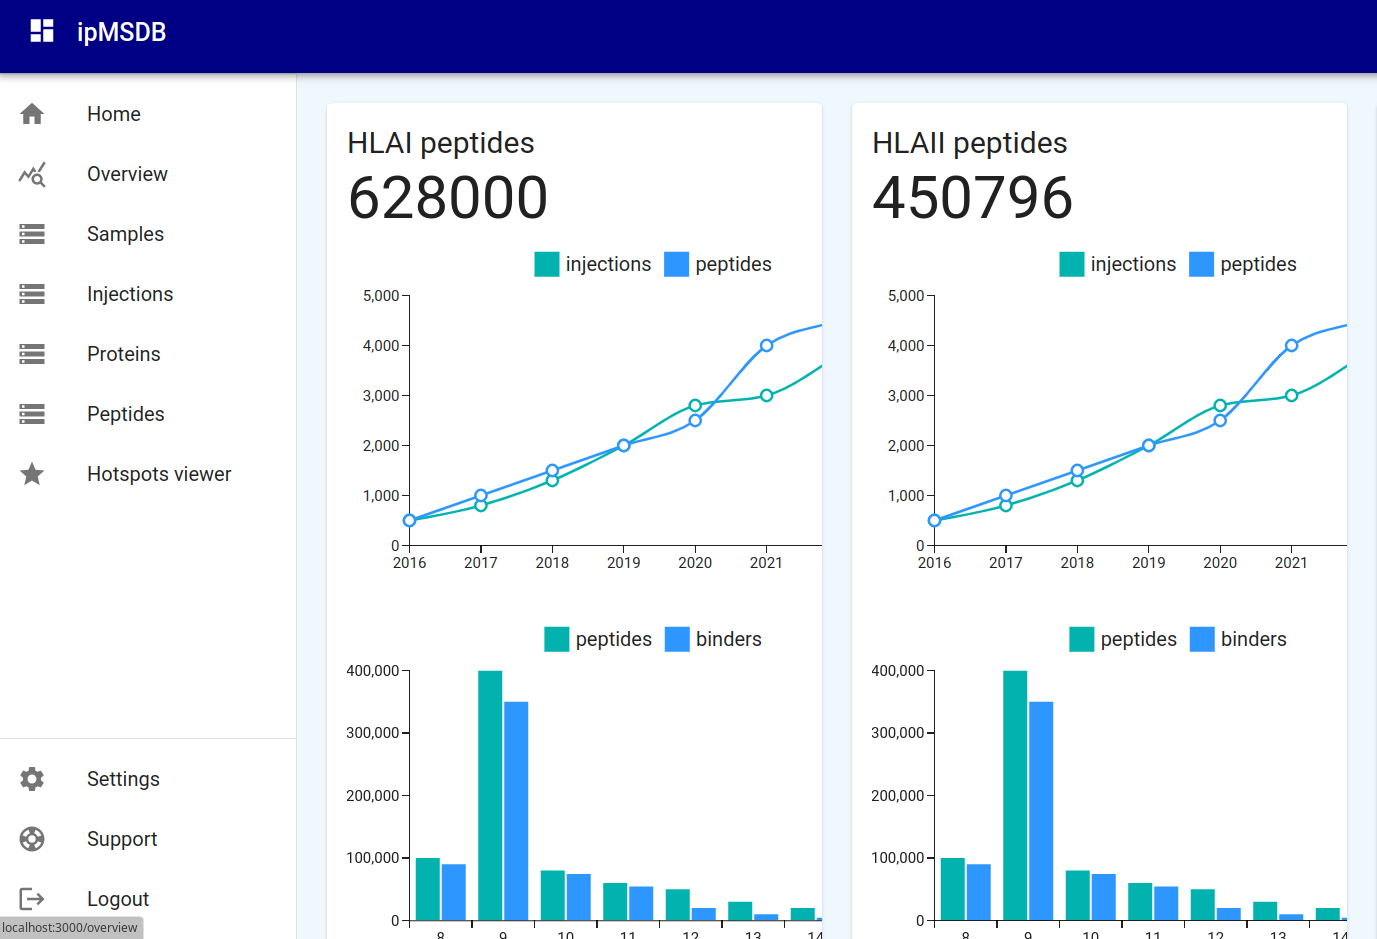 ipMSDB
Home
Overview
Samples
Injections
Proteins
Peptides
Hotspots viewer
Settings
Support
Logout
localhost:3000/overview
HLAI peptides
628000
injections peptides
5,000
4,000
3,000
2,000
1,000
0
2016 2017 2018 2019 2020 2021
peptides binders
400,000
300,000
200,000
100,000
0
8 9 10 11 12 13 14
HLAII peptides
450796
injections peptides
5,000
4,000
3,000
2,000
1,000
0
2016 2017 2018 2019 2020 2021
peptides binders
400,000
300,000
200,000
100,000
0
8 9 10 11 12 13 14